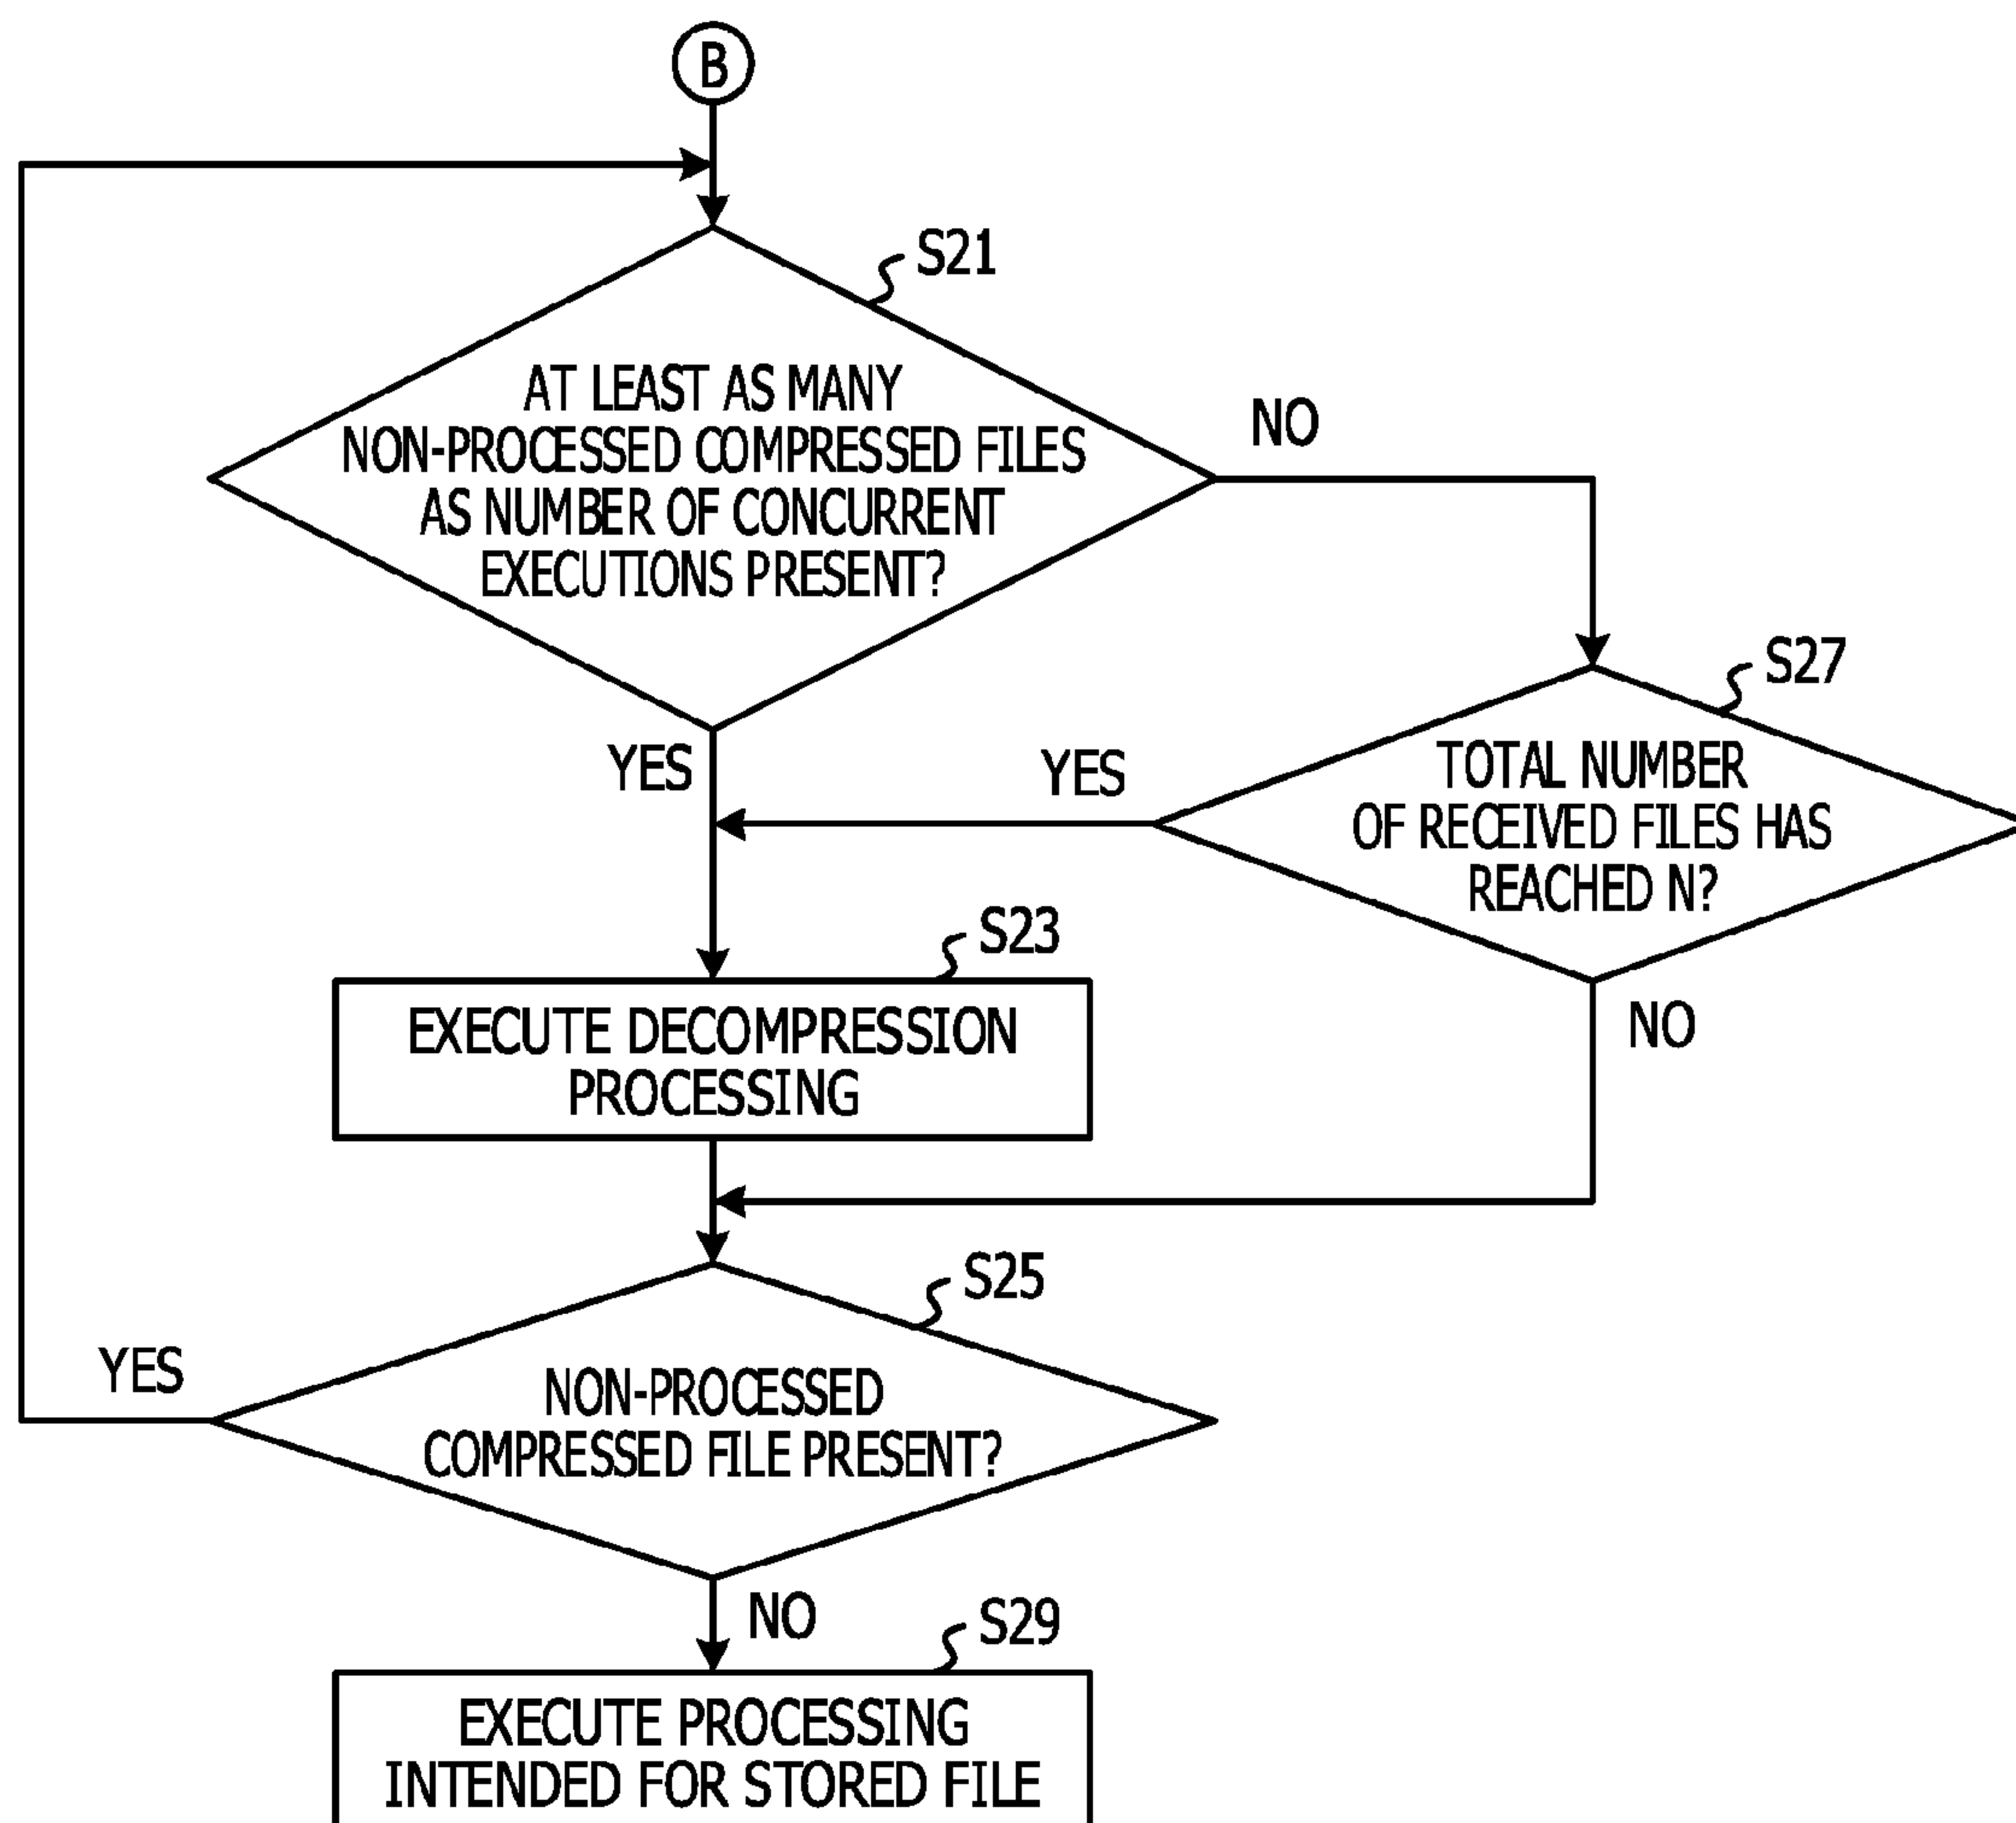 B
S21
AT LEAST AS MANY
NON-PROCESSED COMPRESSED FILES
AS NUMBER OF CONCURRENT
EXECUTIONS PRESENT?
NO
S27
YES
YES
TOTAL NUMBER
OF RECEIVED FILES HAS
REACHED N?
S23
EXECUTE DECOMPRESSION
PROCESSING
NO
S25
YES
NON-PROCESSED
COMPRESSED FILE PRESENT?
NO
S29
EXECUTE PROCESSING
INTENDED FOR STORED FILE